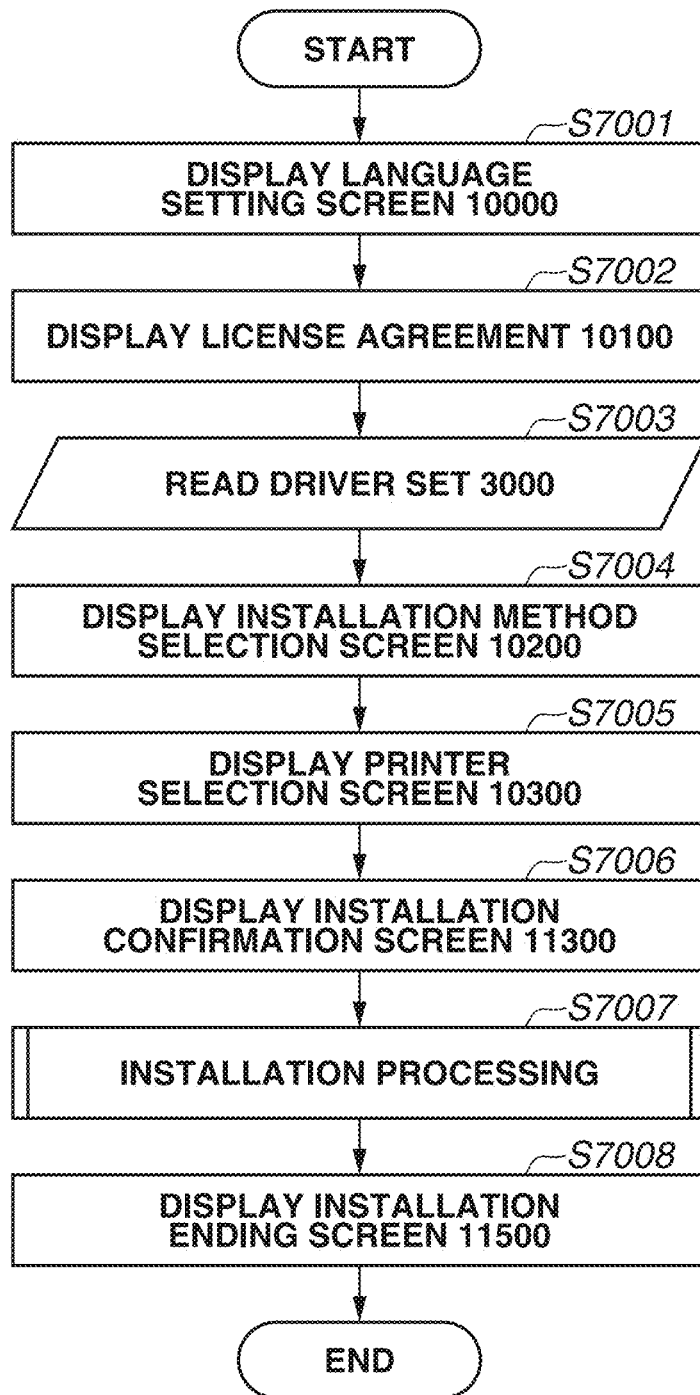 START
S7001
DISPLAY LANGUAGE
SETTING SCREEN 10000
S7002
DISPLAY LICENSE AGREEMENT 10100
S7003
READ DRIVER SET 3000
S7004
DISPLAY INSTALLATION METHOD
SELECTION SCREEN 10200
S7005
DISPLAY PRINTER
SELECTION SCREEN 10300
S7006
DISPLAY INSTALLATION
CONFIRMATION SCREEN 11300
S7007
INSTALLATION PROCESSING
S7008
DISPLAY INSTALLATION
ENDING SCREEN 11500
END